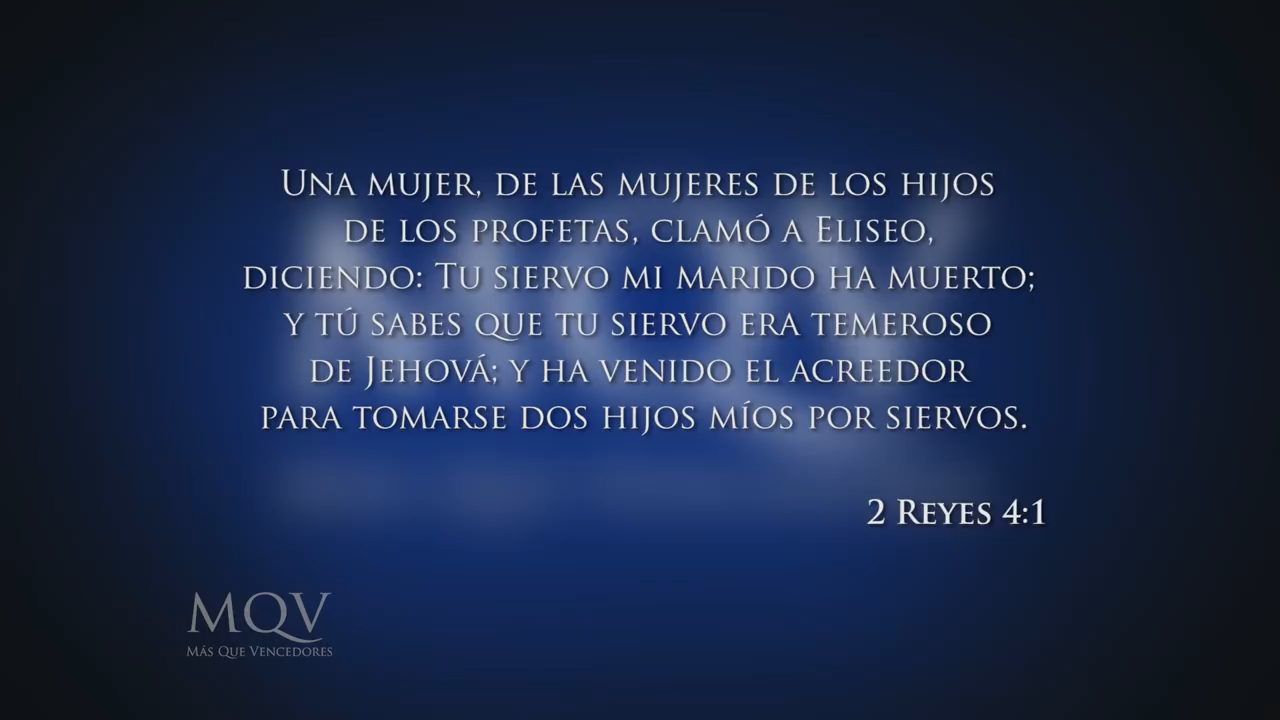 Una mujer, de las mujeres de los hijos
de los profetas, clamó a Eliseo,
diciendo: Tu siervo mi marido ha muerto;
y tú sabes que tu siervo era temeroso
de Jehová; y ha venido el acreedor
para tomarse dos hijos míos por siervos.
2 Reyes 4:1
MQV
Más Que Vencedores